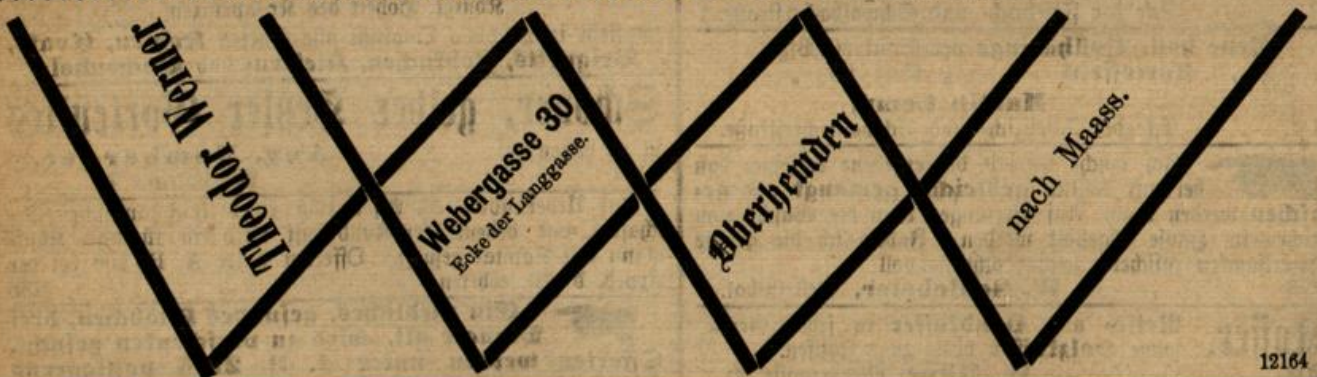 Theodor Werner
Webergasse 30
Ecke der Langgasse.
Oberhemden
nach Maass.
12164